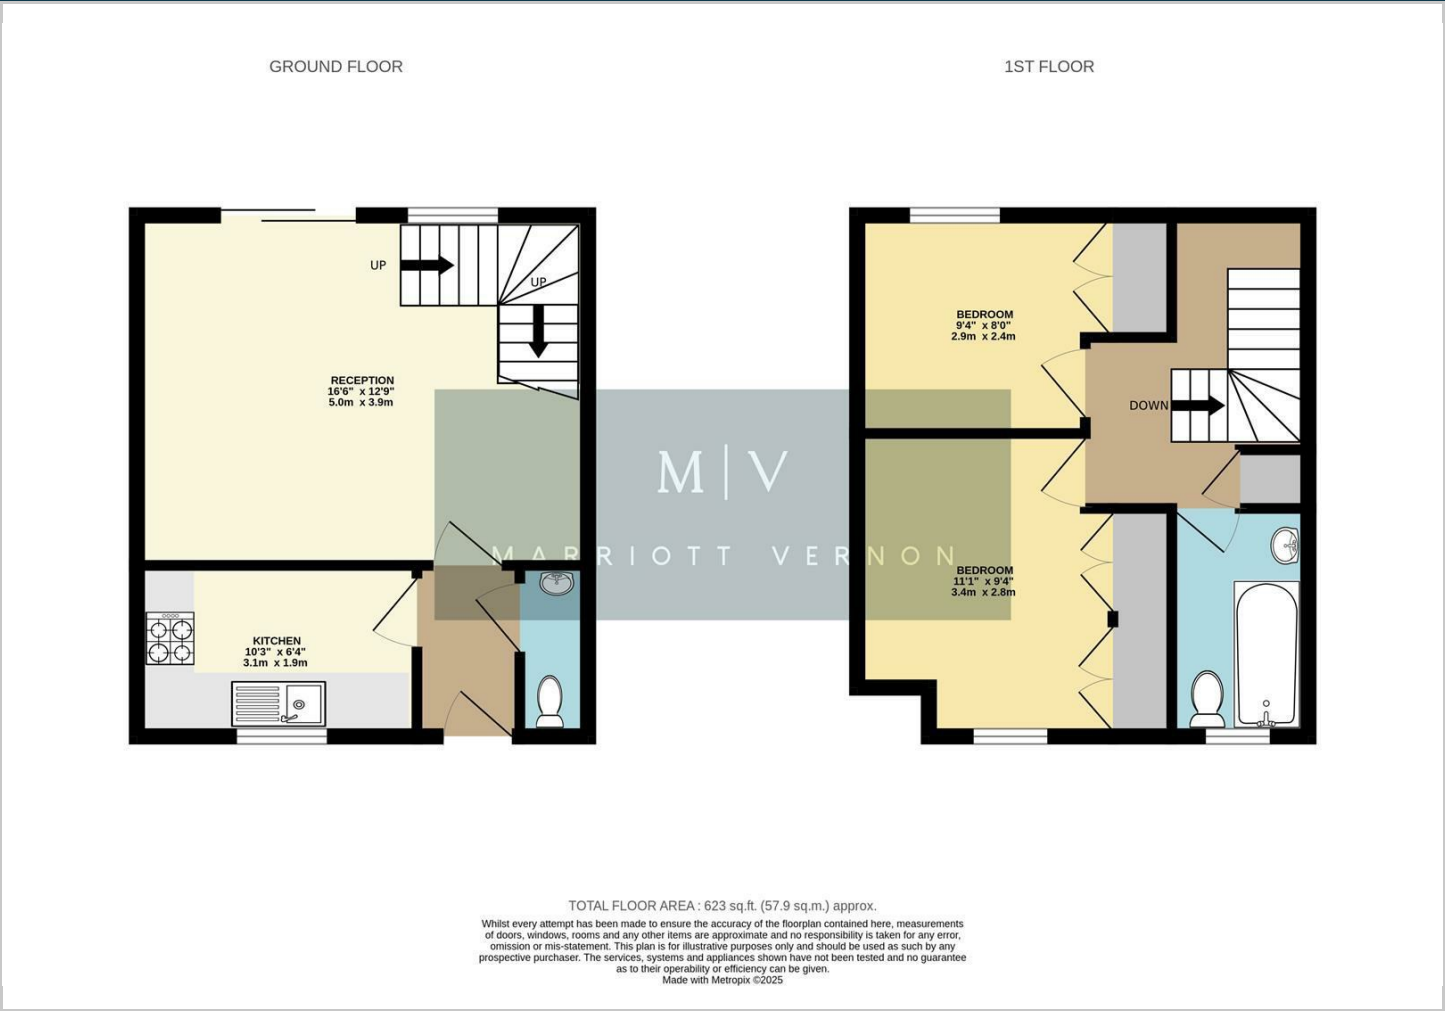 GROUND FLOOR
1ST FLOOR
UP
UP
RECEPTION
16'6" x 12'9"
5.0m x 3.9m
KITCHEN
10'3" x 6'4"
3.1m x 1.9m
BEDROOM
9'4" x 8'0"
2.9m x 2.4m
DOWN
BEDROOM
11'1" x 9'4"
3.4m x 2.8m
M|V
MARRIOTT VERNON
TOTAL FLOOR AREA : 623 sq.ft. (57.9 sq.m.) approx.
Whilst every attempt has been made to ensure the accuracy of the floorplan contained here, measurements
of doors, windows, rooms and any other items are approximate and no responsibility is taken for any error,
omission or mis-statement. This plan is for illustrative purposes only and should be used as such by any
prospective purchaser. The services, systems and appliances shown have not been tested and no guarantee
as to their operability or efficiency can be given.
Made with Metropix ©2025